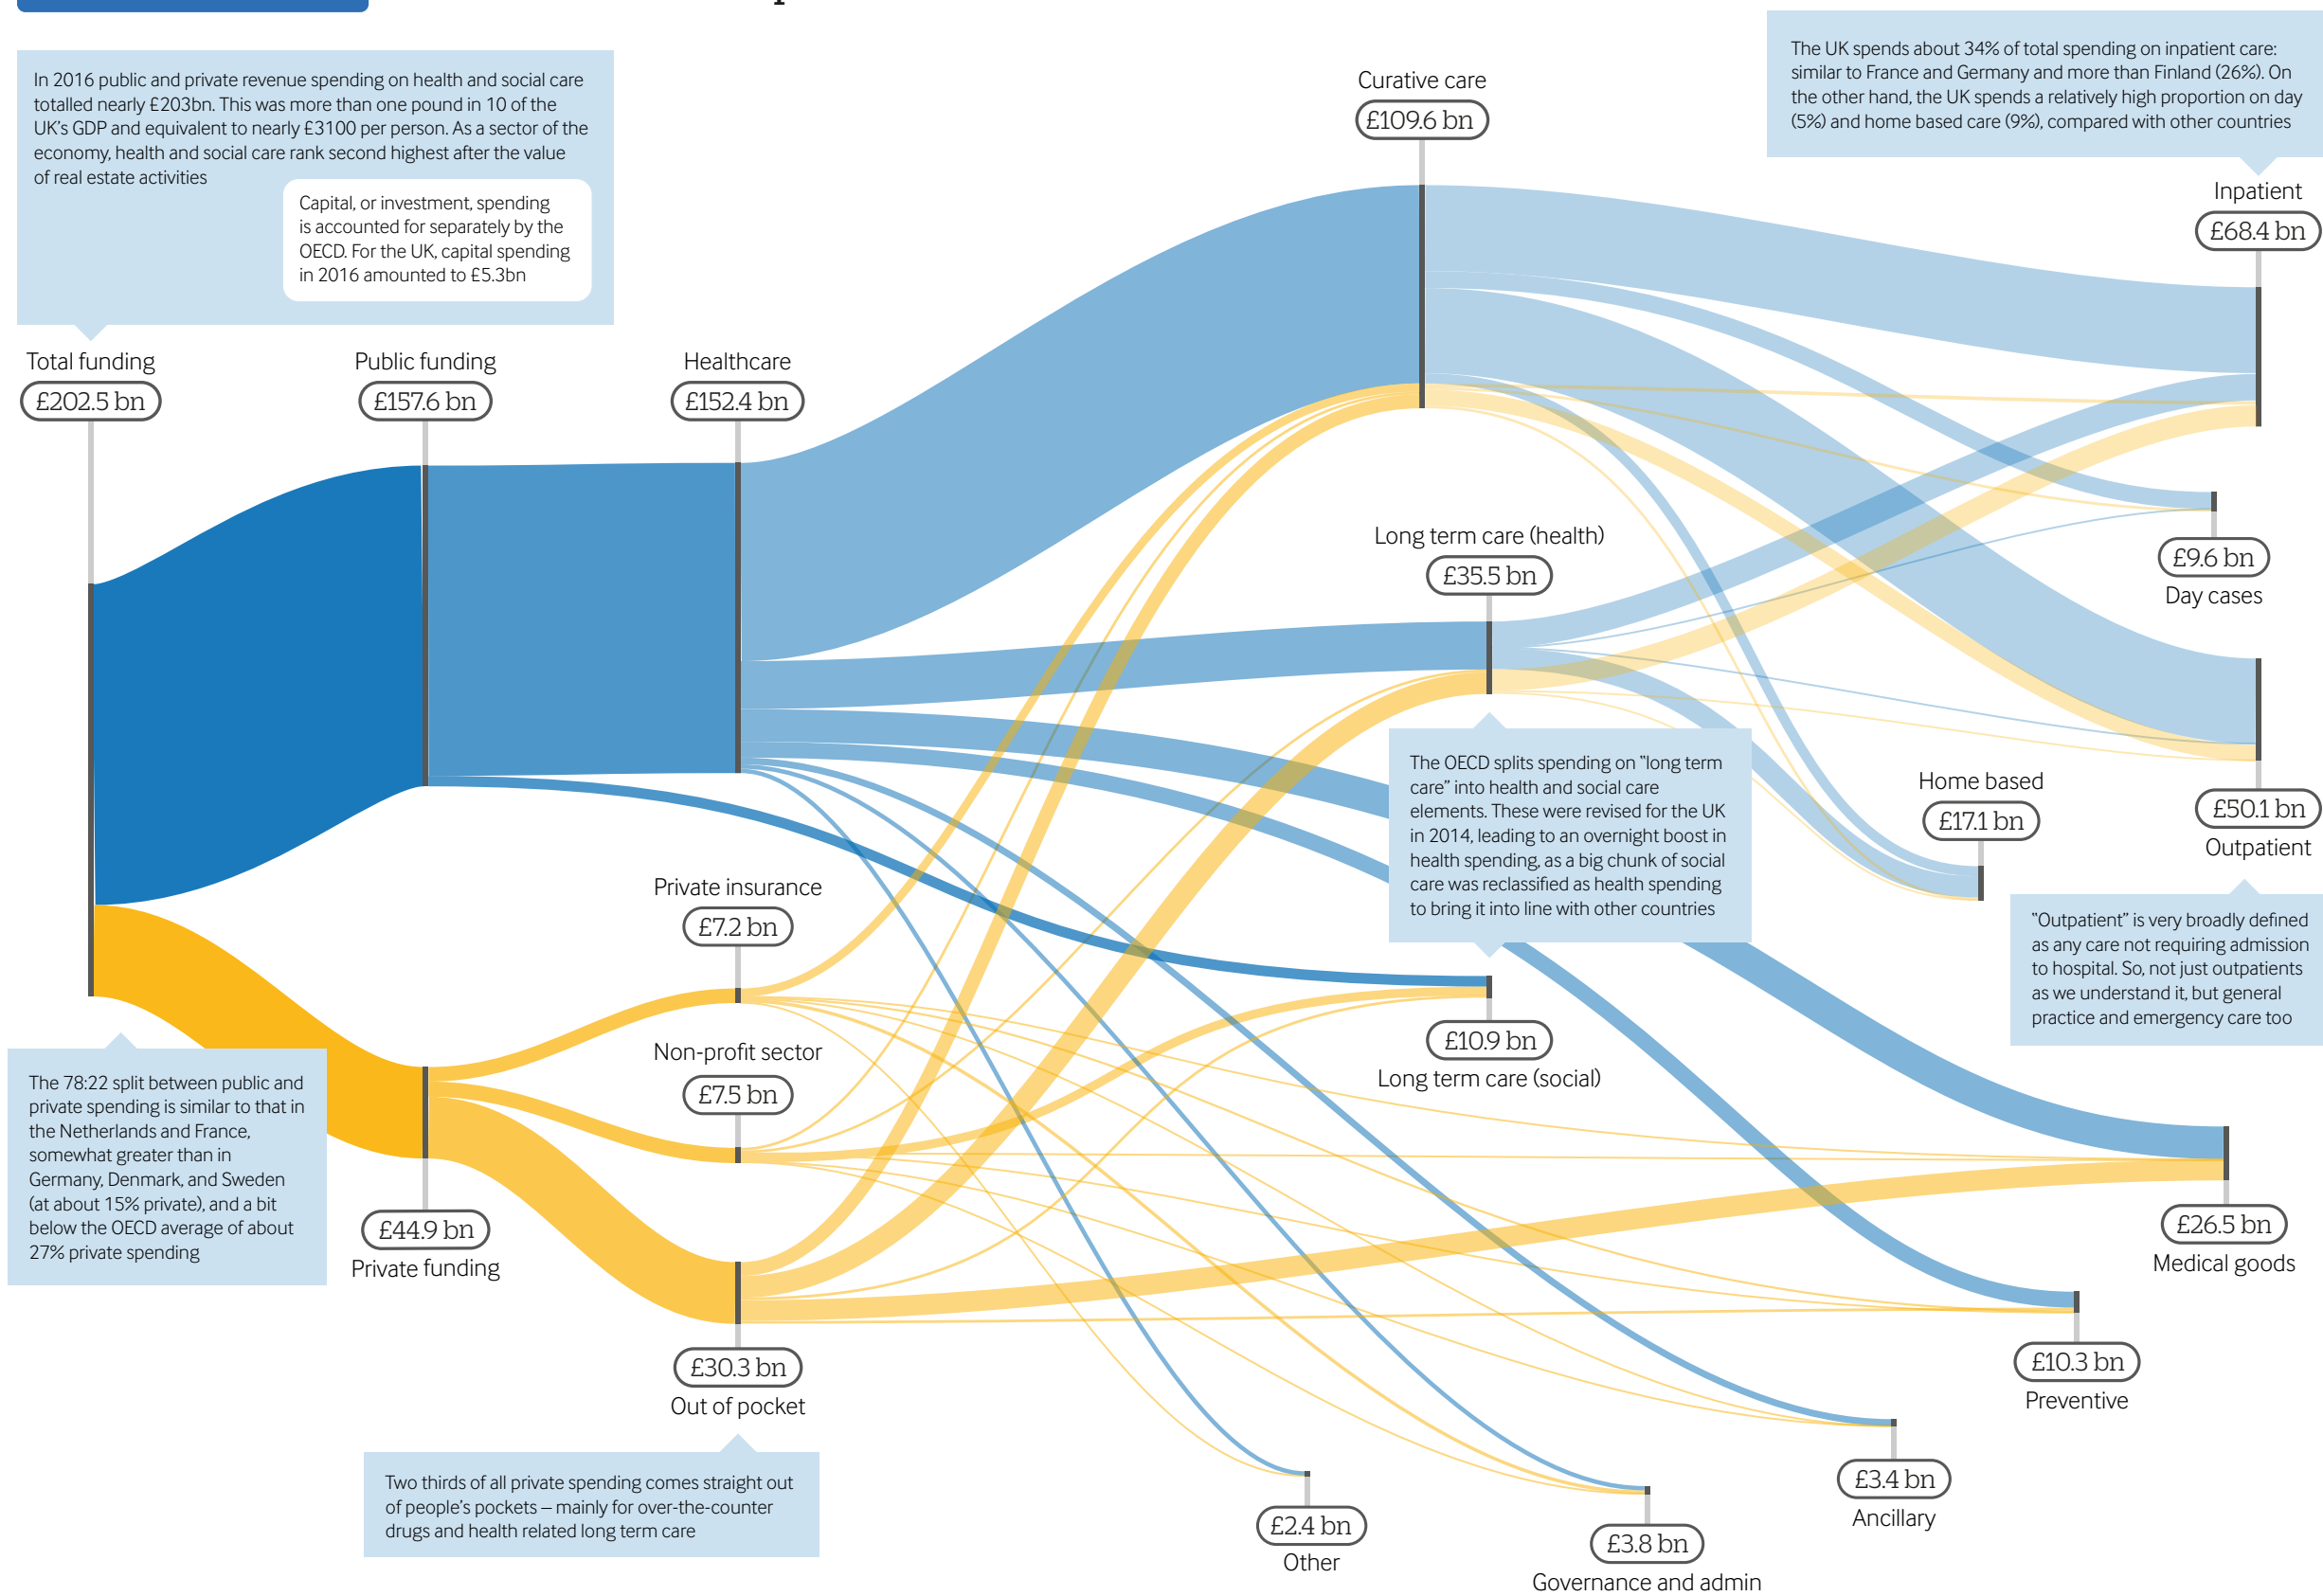 In 2016 public and private revenue spending on health and social care
totalled nearly £203bn. This was more than one pound in 10 of the
UK's GDP and equivalent to nearly £3100 per person. As a sector of the
economy, health and social care rank second highest after the value
of real estate activities
Capital, or investment, spending
is accounted for separately by the
OECD. For the UK, capital spending
in 2016 amounted to £5.3bn
The UK spends about 34% of total spending on inpatient care:
similar to France and Germany and more than Finland (26%). On
the other hand, the UK spends a relatively high proportion on day
(5%) and home based care (9%), compared with other countries
Total funding
£202.5 bn
Public funding
£157.6 bn
Healthcare
£152.4 bn
Curative care
£109.6 bn
Inpatient
£68.4 bn
Long term care (health)
£35.5 bn
£9.6 bn
Day cases
The OECD splits spending on "long term
care" into health and social care
elements. These were revised for the UK
in 2014, leading to an overnight boost in
health spending, as a big chunk of social
care was reclassified as health spending
to bring it into line with other countries
Home based
£17.1 bn
£50.1 bn
Outpatient
"Outpatient" is very broadly defined
as any care not requiring admission
to hospital. So, not just outpatients
as we understand it, but general
practice and emergency care too
Private insurance
£7.2 bn
Non-profit sector
£7.5 bn
£10.9 bn
Long term care (social)
The 78:22 split between public and
private spending is similar to that in
the Netherlands and France,
somewhat greater than in
Germany, Denmark, and Sweden
(at about 15% private), and a bit
below the OECD average of about
27% private spending
£44.9 bn
Private funding
£30.3 bn
Out of pocket
Two thirds of all private spending comes straight out
of people's pockets – mainly for over-the-counter
drugs and health related long term care
£26.5 bn
Medical goods
£10.3 bn
Preventive
£3.4 bn
Ancillary
£3.8 bn
Governance and admin
£2.4 bn
Other